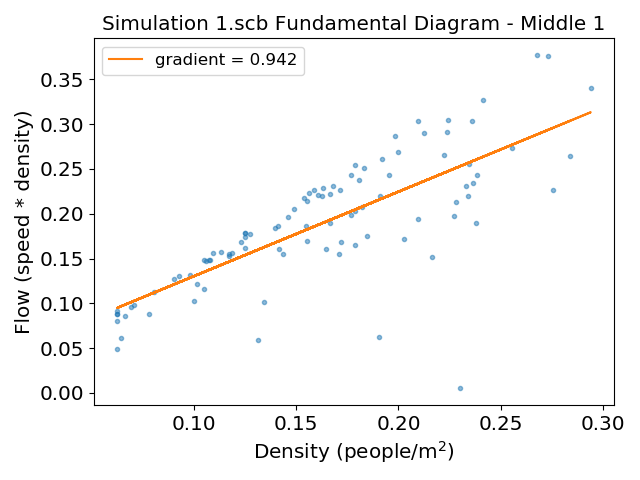 Simulation 1.scb Fundamental Diagram - Middle 1
gradient = 0.942
Flow (speed * density)
0.35
0.30
0.25
0.20
0.15
0.10
0.05
0.00
0.10 0.15 0.20 0.25 0.30
Density (people/m²)